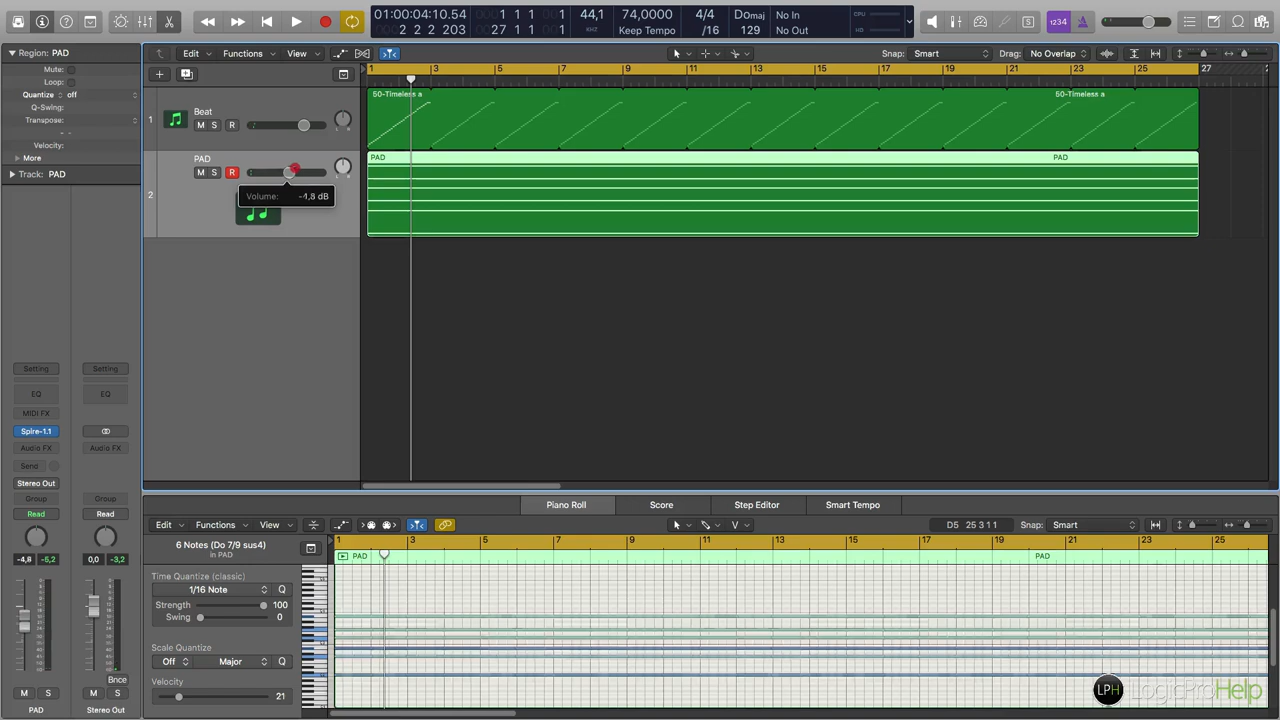 01:00:04:10.54
2 2 2 203
1 1 1 1
27 1 1 1
44,1
KHZ
74,0000
Keep Tempo
4/4
/16
DOmaj
129
No In
No Out
CPU
HD
1234
Region: PAD
Mute:
Loop:
Quantize off
Q-Swing:
Transpose:
Velocity:
More
Track: PAD
Edit Functions View
Snap: Smart
Drag: No Overlap
1 3 5 7 9 11 13 15 17 19 21 23 25 27
1
Beat
M S R
L R
50-Timeless a
50-Timeless a
2
PAD
M S R
L R
Volume: -4,8 dB
PAD
PAD
Setting Setting
EQ EQ
MIDI FX
Spire-1.1
Audio FX Audio FX
Send
Stereo Out
Group Group
Read Read
-4,8 -5,2 0,0 -3,2
Bnce
M S M S
PAD Stereo Out
Piano Roll Score Step Editor Smart Tempo
Edit Functions View
V
D5 25 3 1 1
Snap: Smart
6 Notes (Do 7/9 sus4)
in PAD
Time Quantize (classic)
1/16 Note Q
Strength 100
Swing 0
Scale Quantize
Off Major Q
Velocity
21
1 3 5 7 9 11 13 15 17 19 21 23 25
PAD
PAD
LPH LogicProHelp